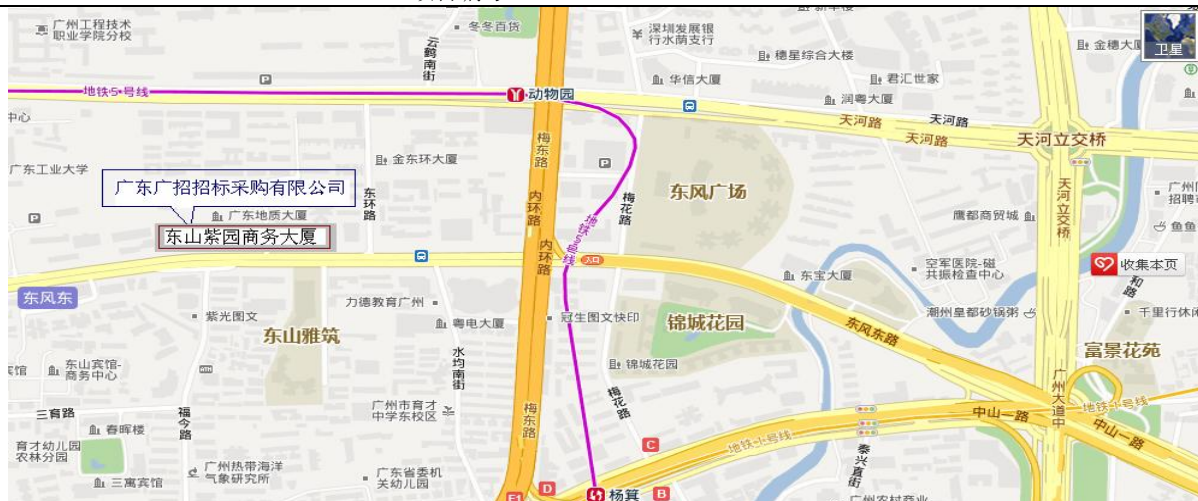 广州工程技术
职业学院分校
冬冬百货
云鹤南街
深圳发展银
行水荫支行
穗星综合大楼
金穗大
卫星
华信大厦
君汇世家
润粤大厦
地铁5号线
动物园
中心
天河路
天河路
天河路
天河立交桥
广东工业大学
金东环大厦
梅东路
东环路
广东广招招标采购有限公司
广东地质大厦
东山紫园商务大厦
内环路
内环路
地铁5号线
梅花路
东风广场
天河立交桥
鹰都商贸城
招聘
鱼鱼
入口
东宝大厦
空军医院-磁
共振检查中心
收集本页
和路
东风东
紫光图文
东山雅筑
力德教育广州
粤电大厦
冠生图文快印
锦城花园
东风东路
潮州皇都砂锅粥
千里行休闲
富景花苑
东山宾馆-
商务中心
宾馆
水均南街
锦城花园
广州大道中
中山一路
地铁1号线
中山一路
三育路
福今路
广州市育才
中学东校区
梅东路
梅花路
春晖楼
育才幼儿园
农林分园
C
地铁1号线
泰兴直街
三寓宾馆
广州热带海洋
气象研究所
广东省委机
关幼儿园
E1
D
杨箕
B